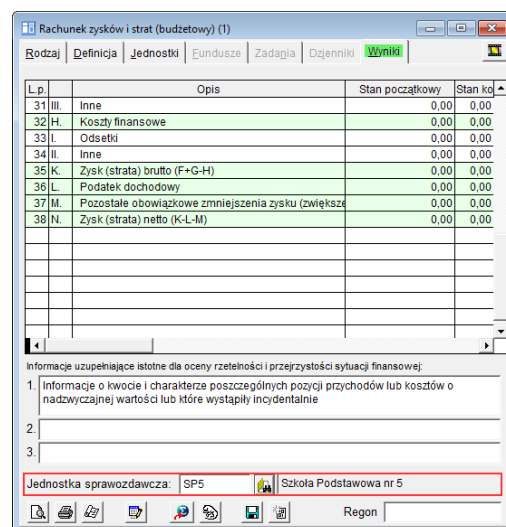 Rachunek zysków i strat (budżetowy) (1)
Rodzaj Definicja Jednostki Fundusze Zadania Dzienniki Wyniki
L.p. Opis Stan początkowy Stan ko
31 III. Inne 0,00 0,00
32 H. Koszty finansowe 0,00 0,00
33 I. Odsetki 0,00 0,00
34 II. Inne 0,00 0,00
35 K. Zysk (strata) brutto (F+G-H) 0,00 0,00
36 L. Podatek dochodowy 0,00 0,00
37 M. Pozostałe obowiązkowe zmniejszenia zysku (zwiększe 0,00 0,00
38 N. Zysk (strata) netto (K-L-M) 0,00 0,00
Informacje uzupełniające istotne dla oceny rzetelności i przejrzystości sytuacji finansowej:
1. Informacje o kwocie i charakterze poszczególnych pozycji przychodów lub kosztów o
nadzwyczajnej wartości lub które wystąpiły incydentalnie
2.
3.
Jednostka sprawozdawcza: SP5 Szkoła Podstawowa nr 5
Regon